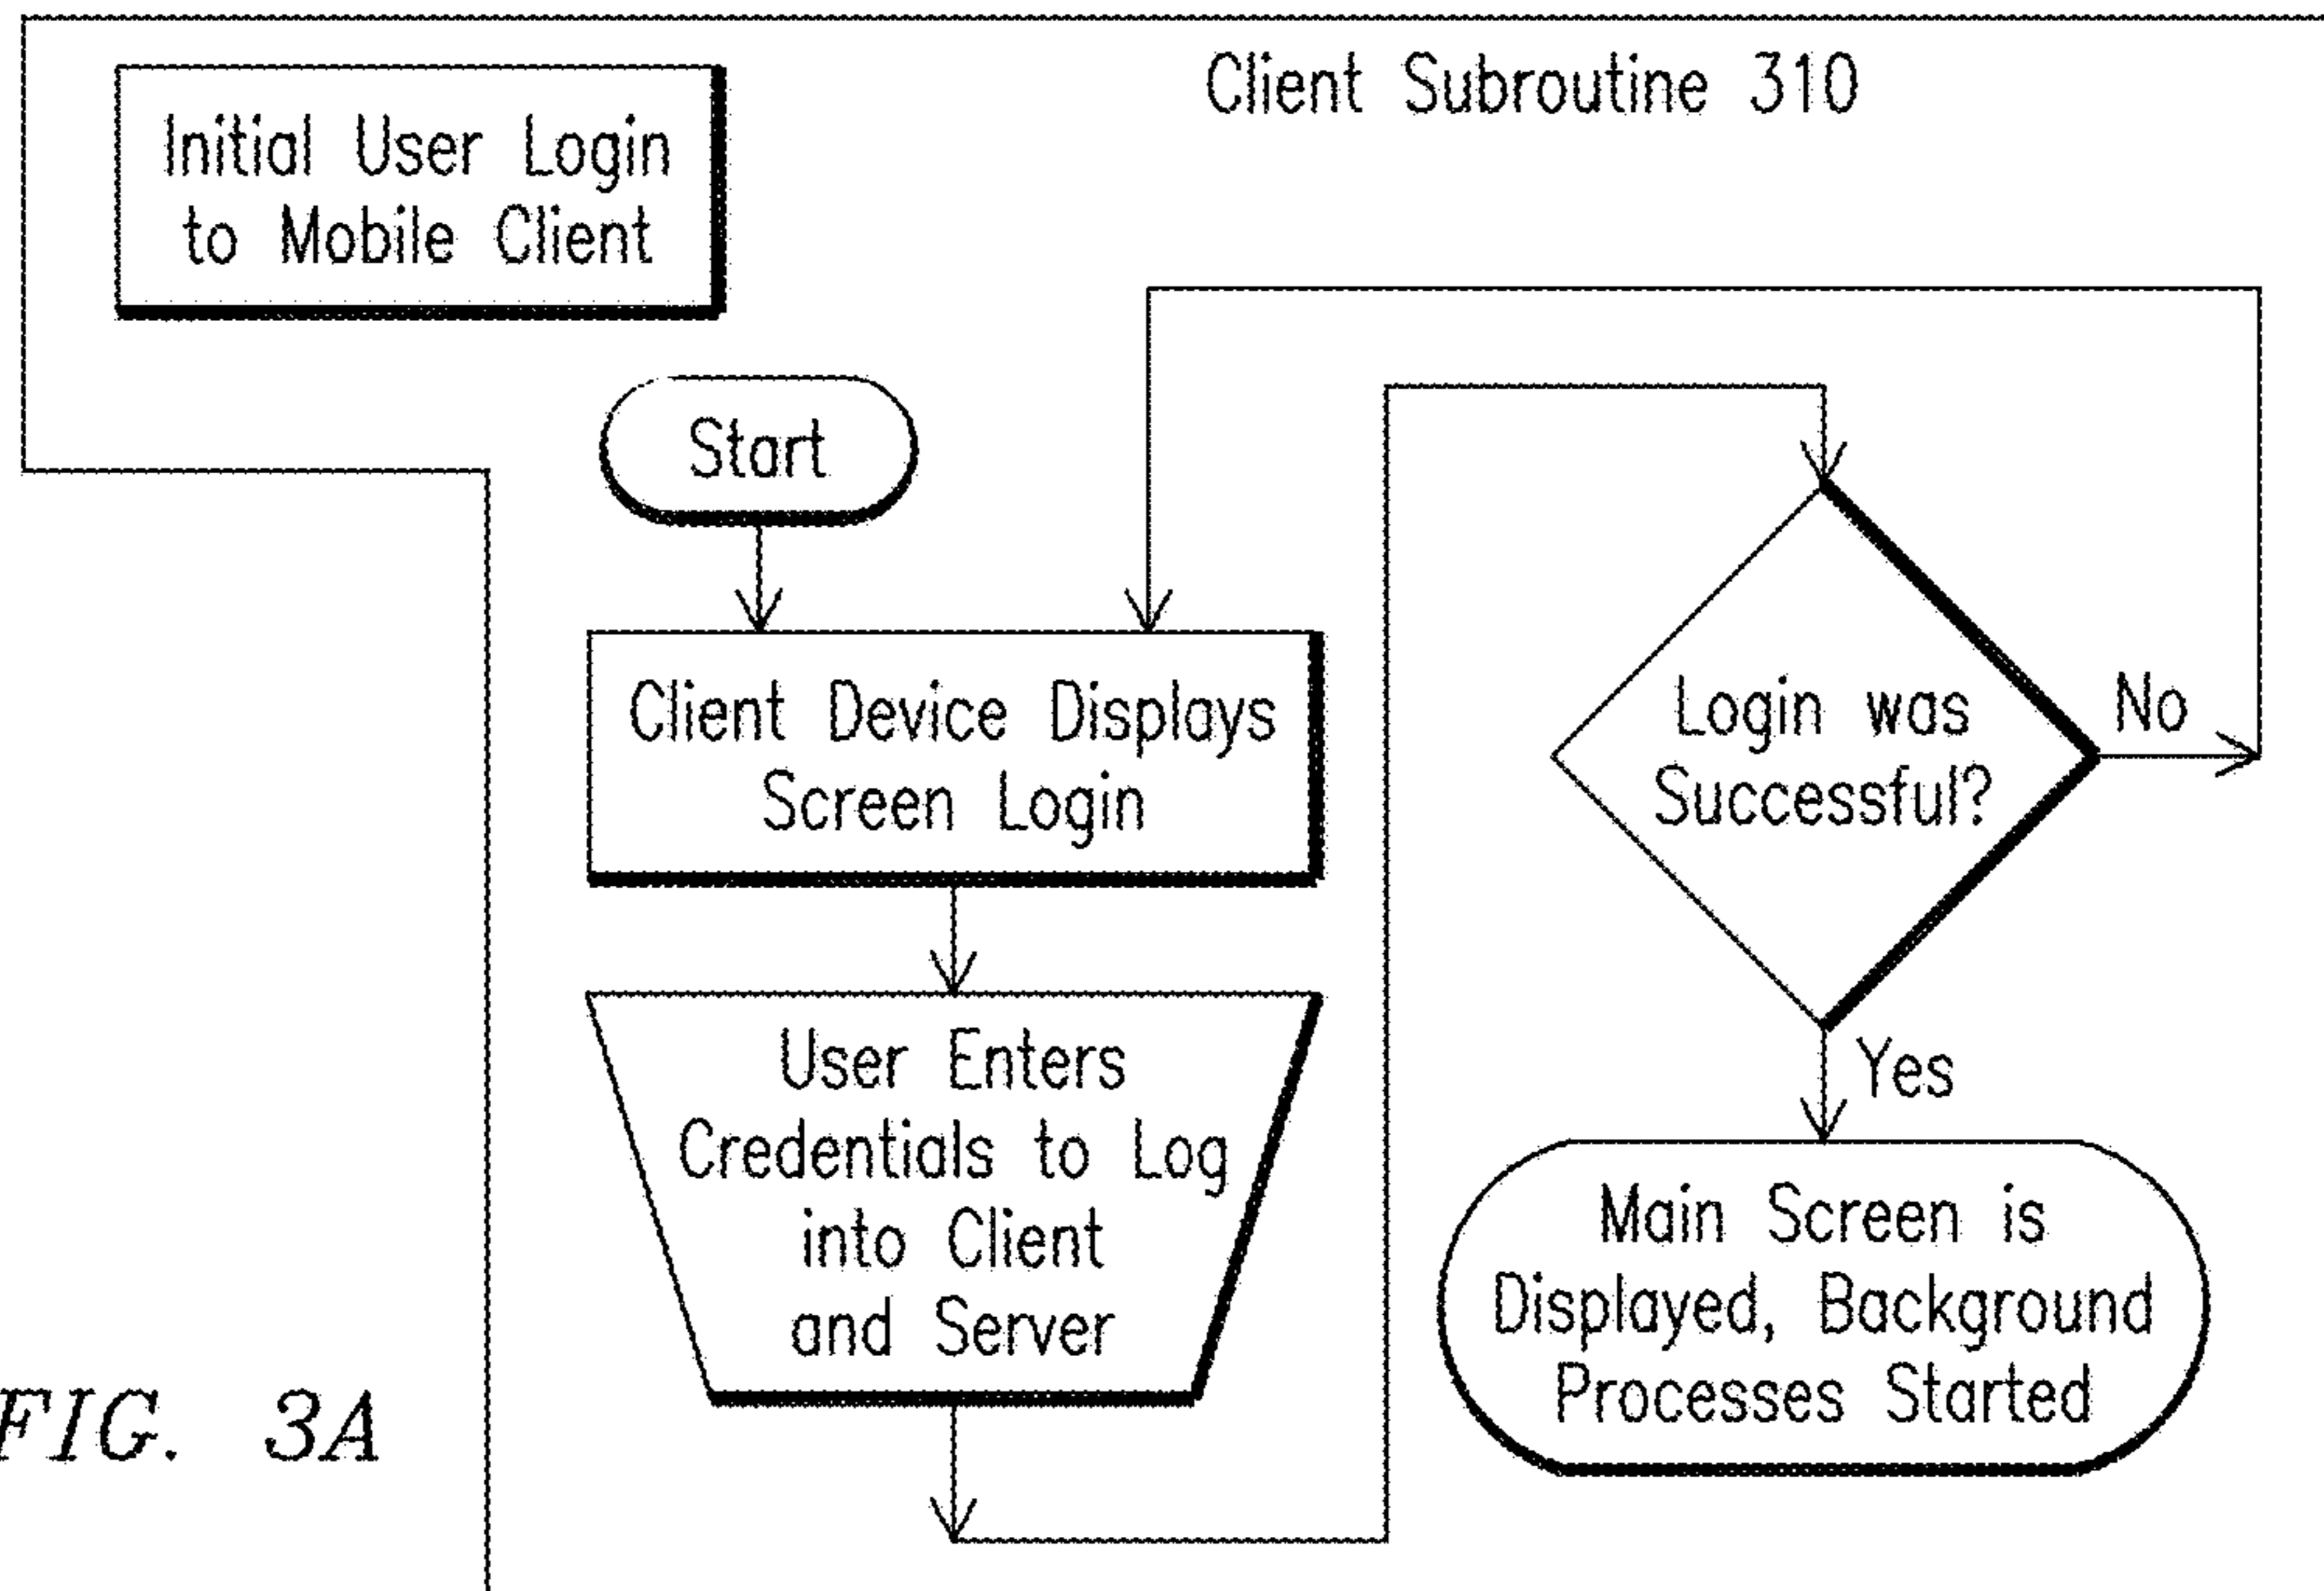 Client Subroutine 310
Initial User Login
to Mobile Client
Start
Client Device Displays
Screen Login
User Enters
Credentials to Log
into Client
and Server
Login was
Successful?
No
Yes
Main Screen is
Displayed, Background
Processes Started
FIG. 3A